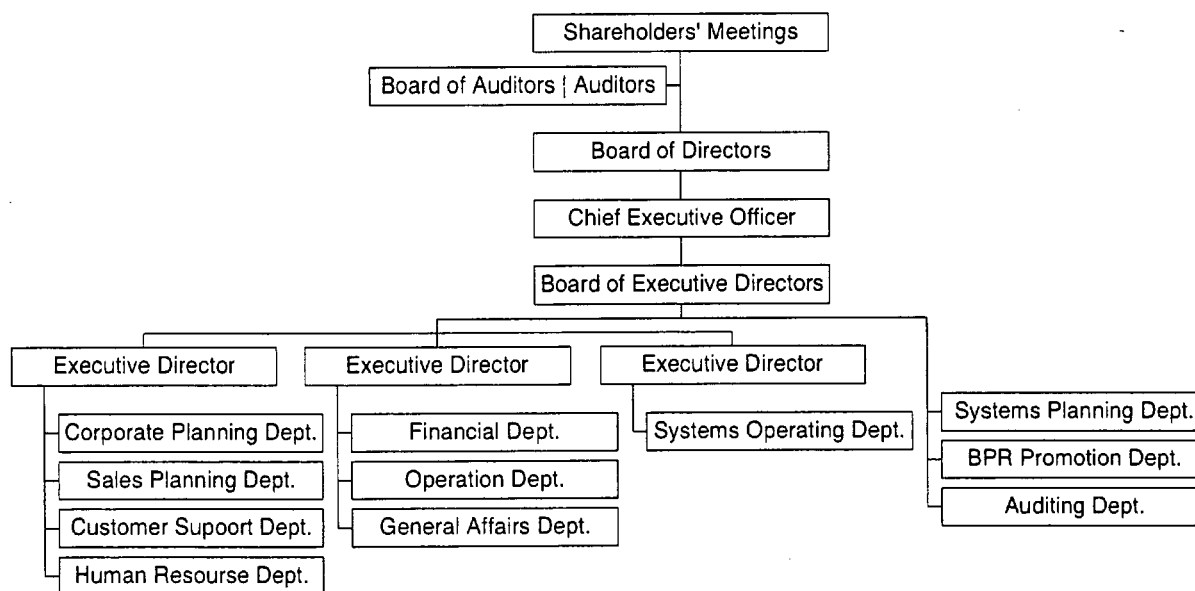 Shareholders' Meetings
Board of Auditors | Auditors
Board of Directors
Chief Executive Officer
Board of Executive Directors
Executive Director
Corporate Planning Dept.
Sales Planning Dept.
Customer Supoort Dept.
Human Resourse Dept.
Executive Director
Financial Dept.
Operation Dept.
General Affairs Dept.
Executive Director
Systems Operating Dept.
Systems Planning Dept.
BPR Promotion Dept.
Auditing Dept.